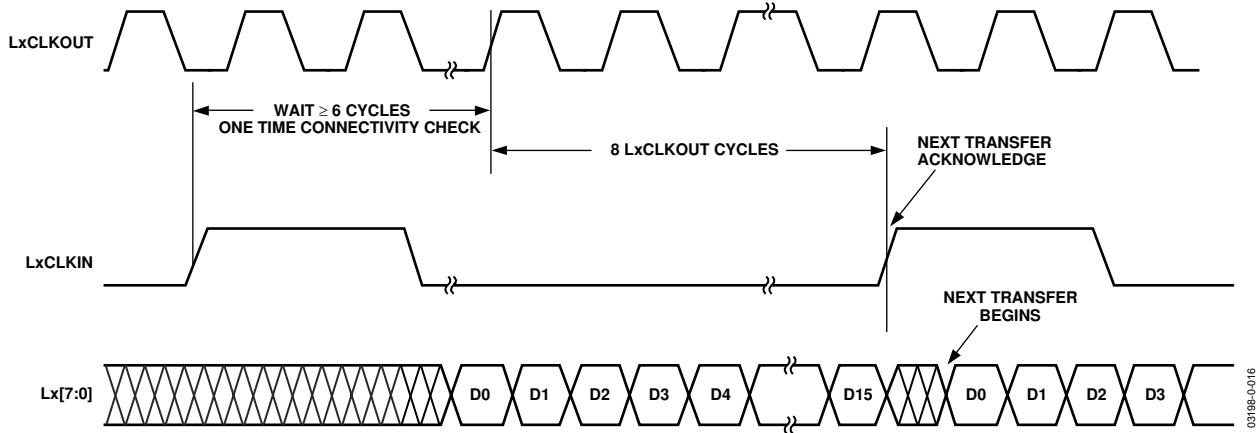 LxCLKOUT
WAIT ≥ 6 CYCLES
ONE TIME CONNECTIVITY CHECK
8 LxCLKOUT CYCLES
NEXT TRANSFER
ACKNOWLEDGE
LxCLKIN
NEXT TRANSFER
BEGINS
Lx[7:0]
D0 D1 D2 D3 D4 D15 D0 D1 D2 D3
03198-0-016